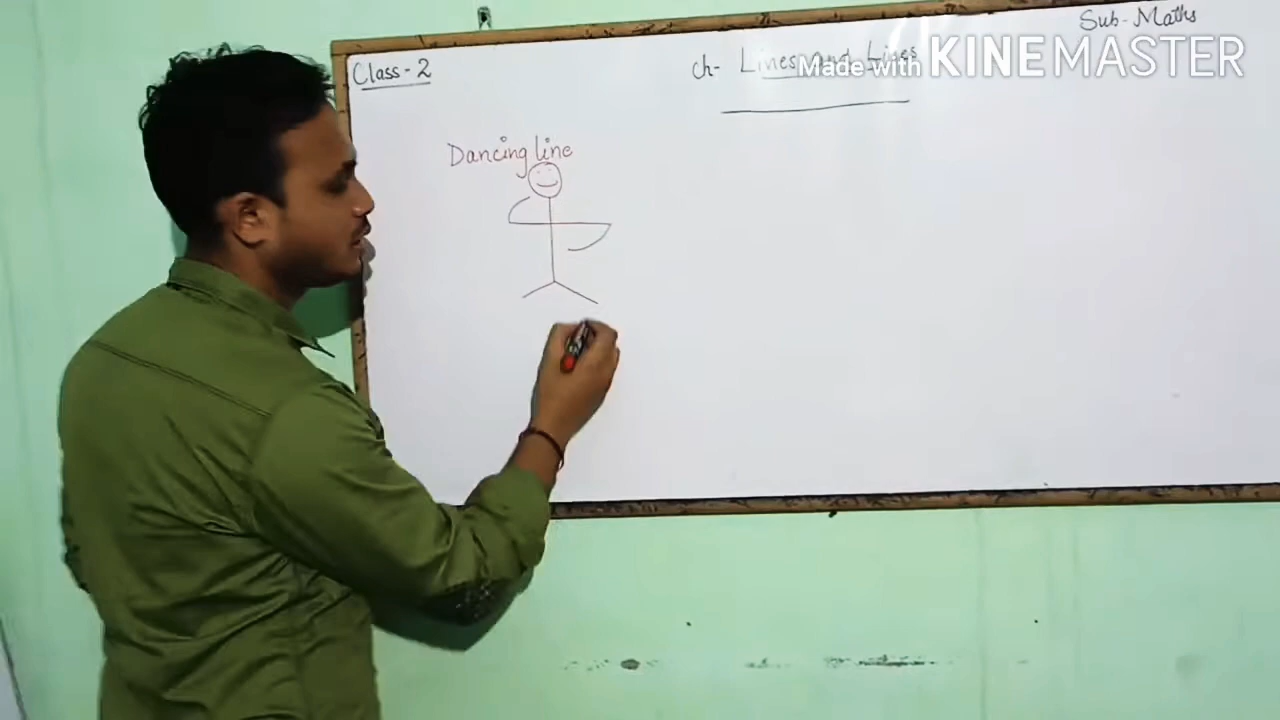 Sub- Maths
Class - 2
ch- Lines and Lines
Made with KINEMASTER
Dancing line